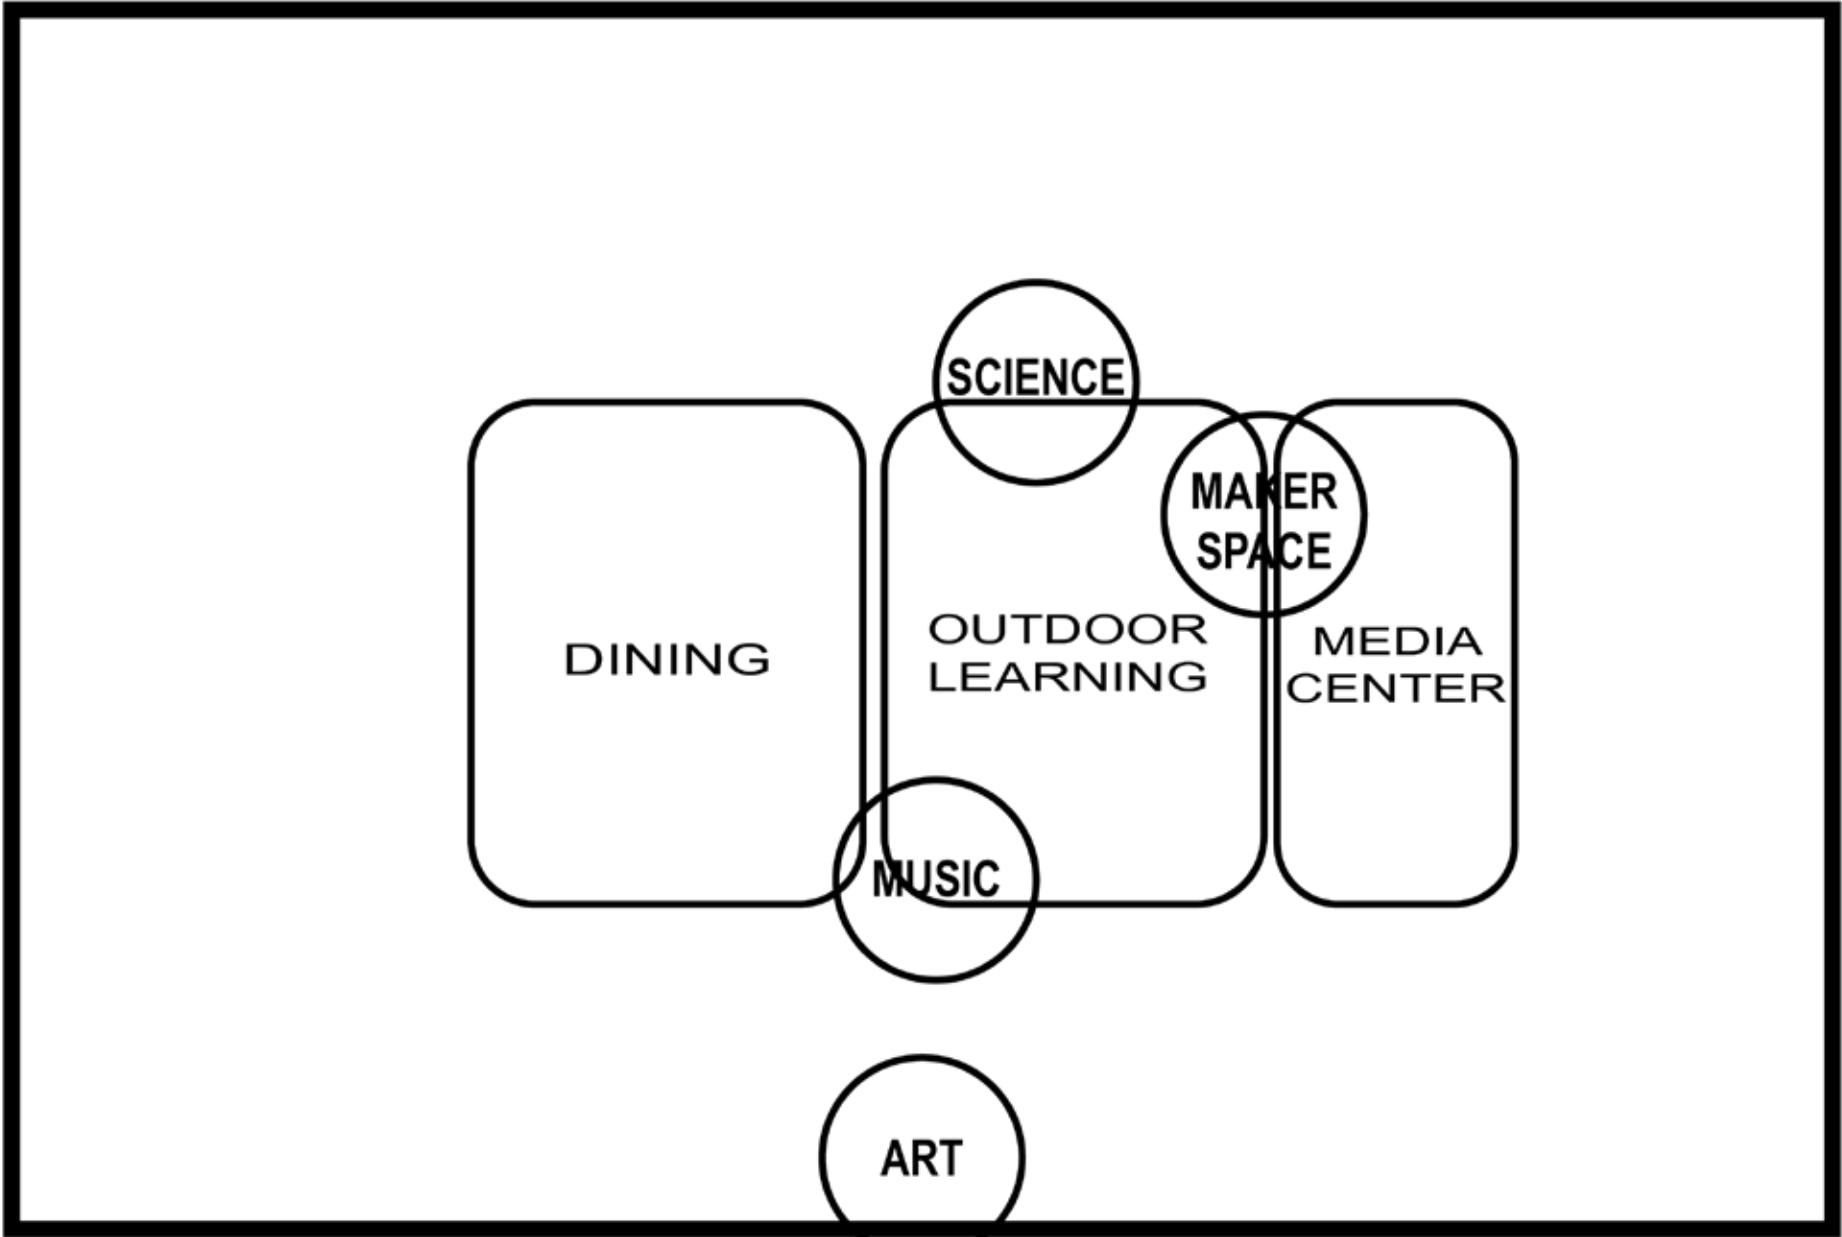 SCIENCE
MAKER
SPACE
DINING
OUTDOOR
LEARNING
MEDIA
CENTER
MUSIC
ART